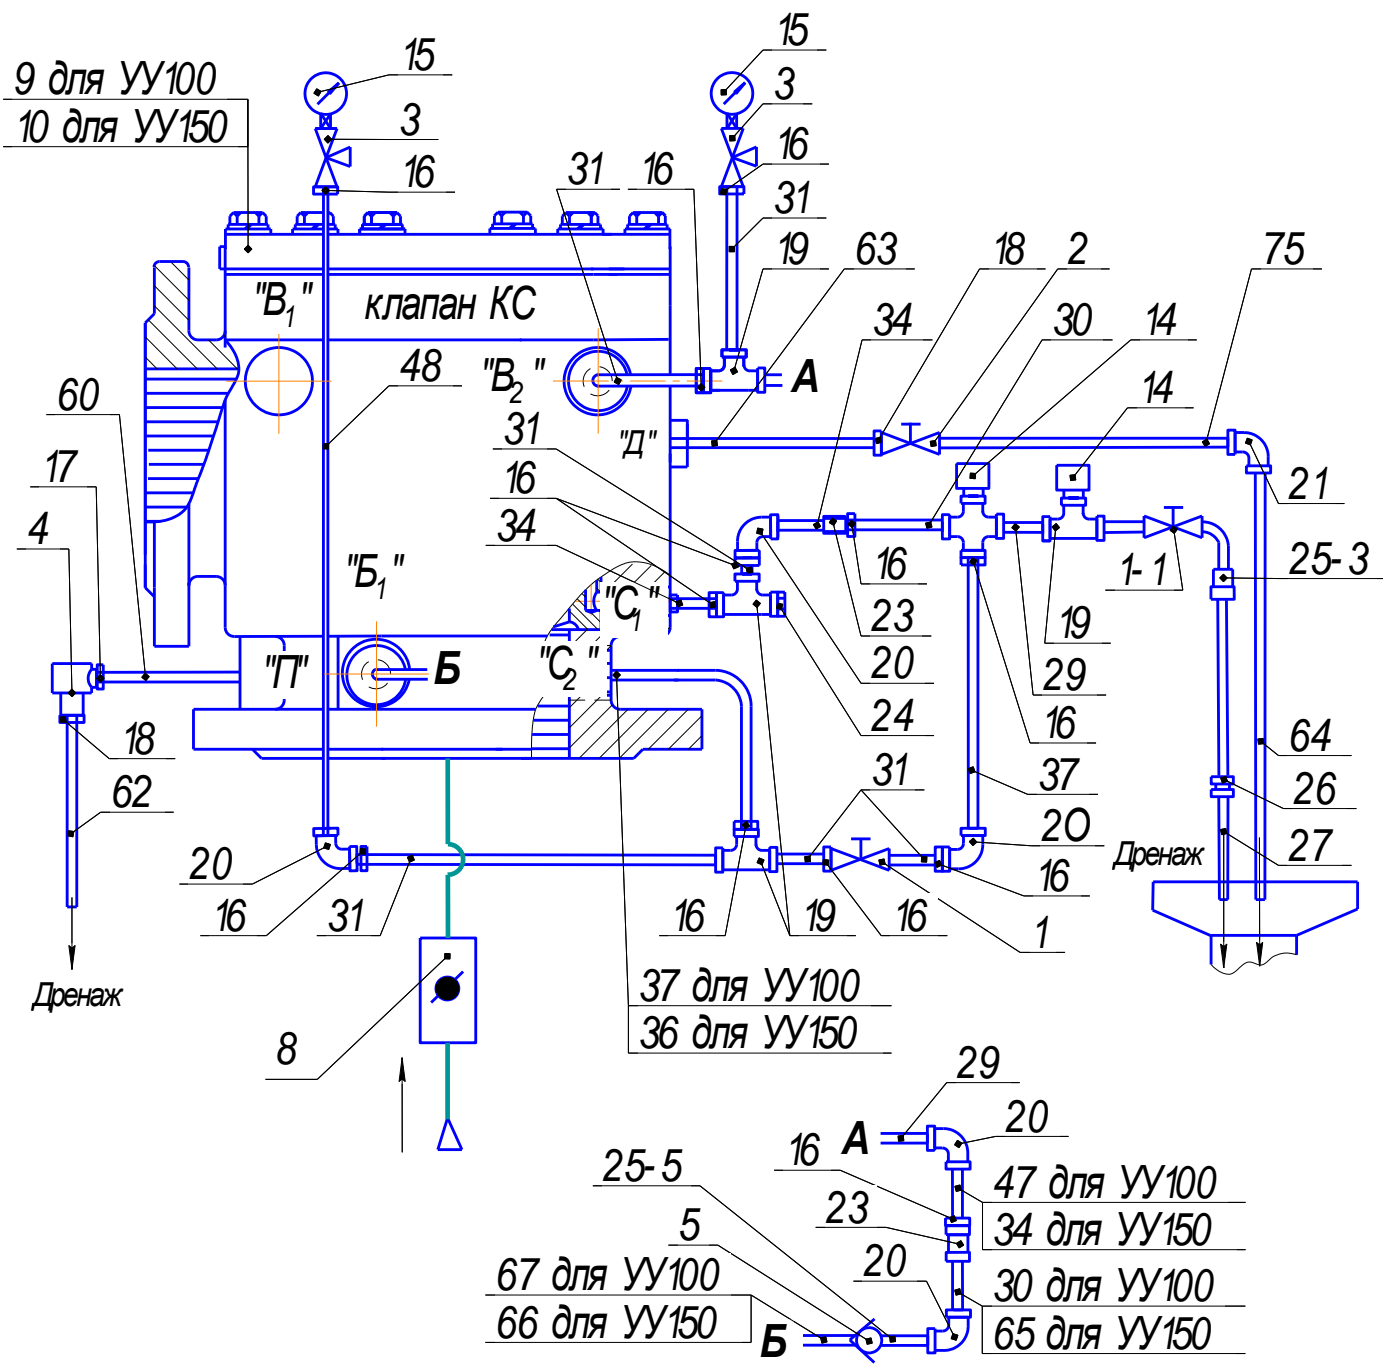 15
15
9 для УУ100
3
3
10 для УУ150
16
31
16
16
31
19
63
18
2
75
"В1"
клапан КС
34
30
14
"В2"
А
48
14
60
31
"Д"
17
16
21
4
34
"Б1"
"С1"
16
1-1
25-3
23
19
"П"
Б
"С2"
20
29
24
16
18
64
62
31
37
26
20
20
Дренаж
27
16
16
31
16
19
16
1
Дренаж
37 для УУ100
36 для УУ150
8
29
А
20
16
25-5
47 для УУ100
23
34 для УУ150
5
67 для УУ100
20
30 для УУ100
66 для УУ150
Б
65 для УУ150